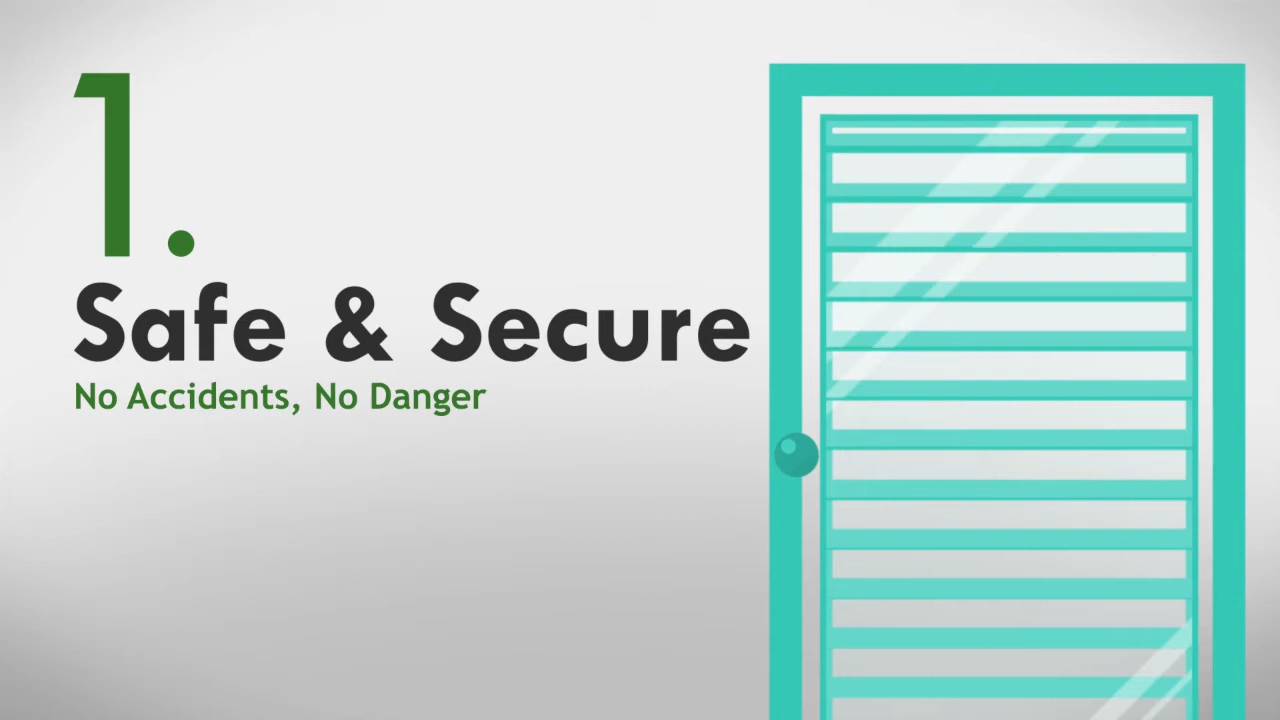 1.
Safe & Secure
No Accidents, No Danger